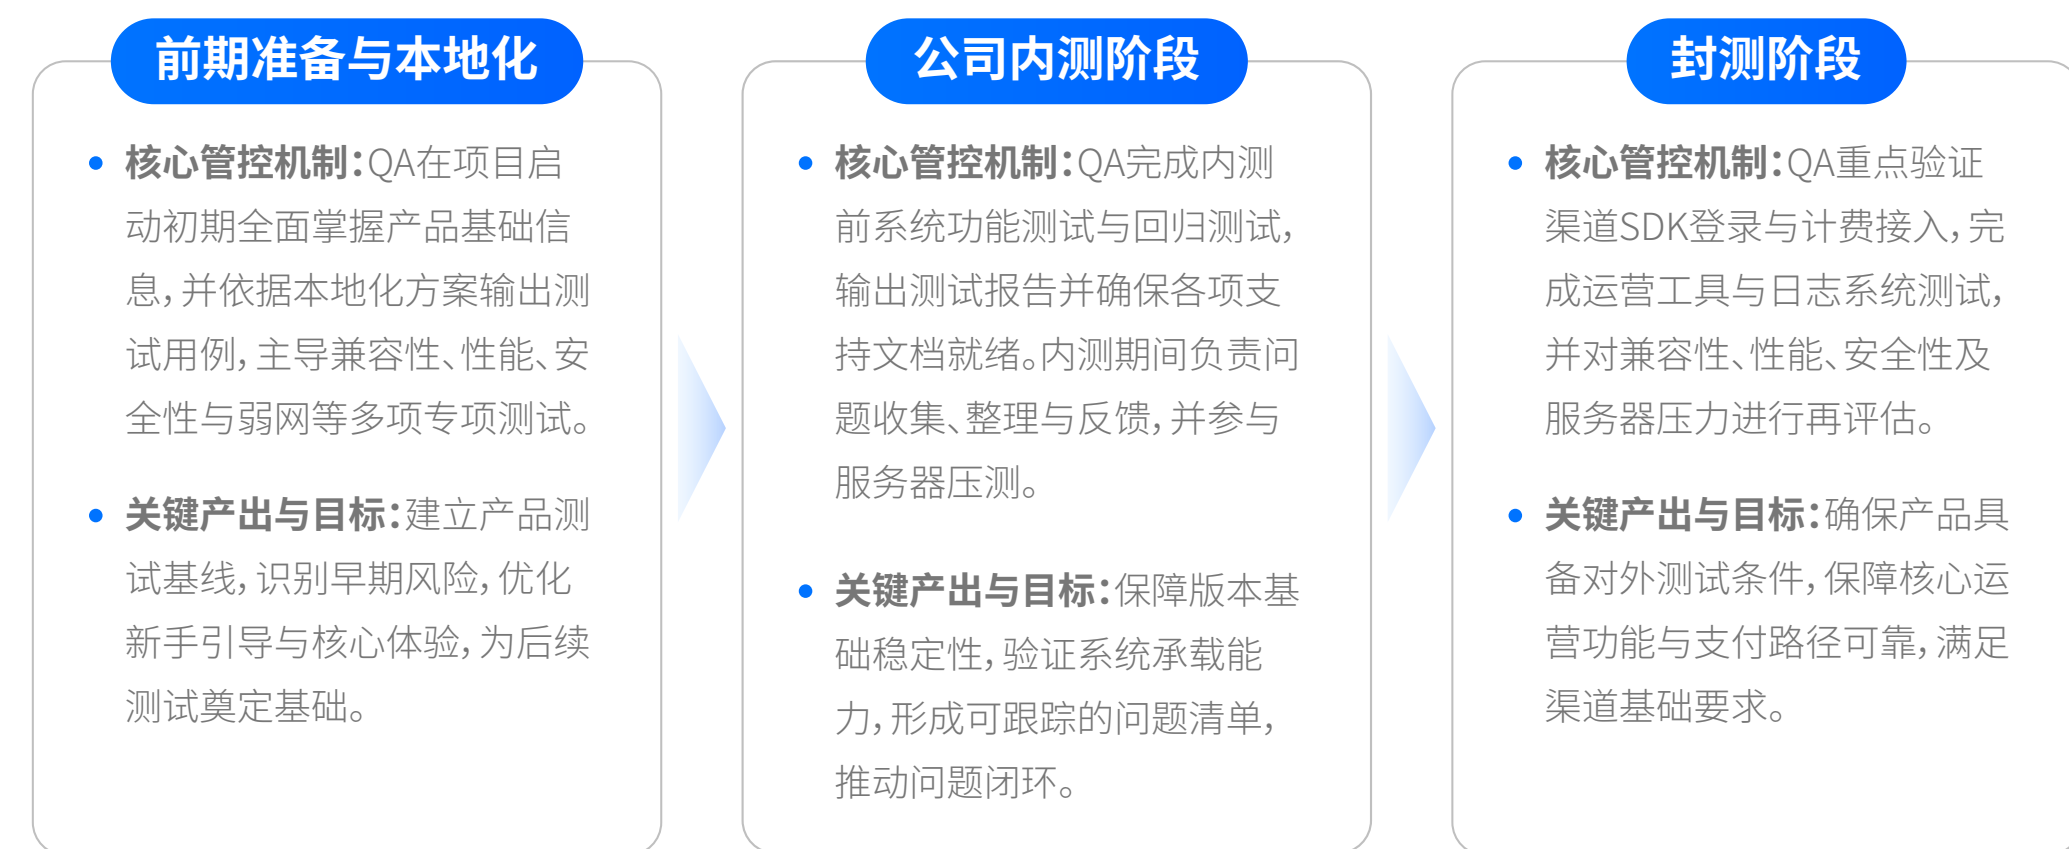 前期准备与本地化
核心管控机制：QA在项目启
动初期全面掌握产品基础信
息，并依据本地化方案输出测
试用例，主导兼容性、性能、安
全性与弱网等多项专项测试。
关键产出与目标：建立产品测
试基线，识别早期风险，优化
新手引导与核心体验，为后续
测试奠定基础。
公司内测阶段
核心管控机制：QA完成内测
前系统功能测试与回归测试，
输出测试报告并确保各项支
持文档就绪。内测期间负责问
题收集、整理与反馈，并参与
服务器压测。
关键产出与目标：保障版本基
础稳定性，验证系统承载能
力，形成可跟踪的问题清单，
推动问题闭环。
封测阶段
核心管控机制：QA重点验证
渠道SDK登录与计费接入，完
成运营工具与日志系统测试，
并对兼容性、性能、安全性及
服务器压力进行再评估。
关键产出与目标：确保产品具
备对外测试条件，保障核心运
营功能与支付路径可靠，满足
渠道基础要求。